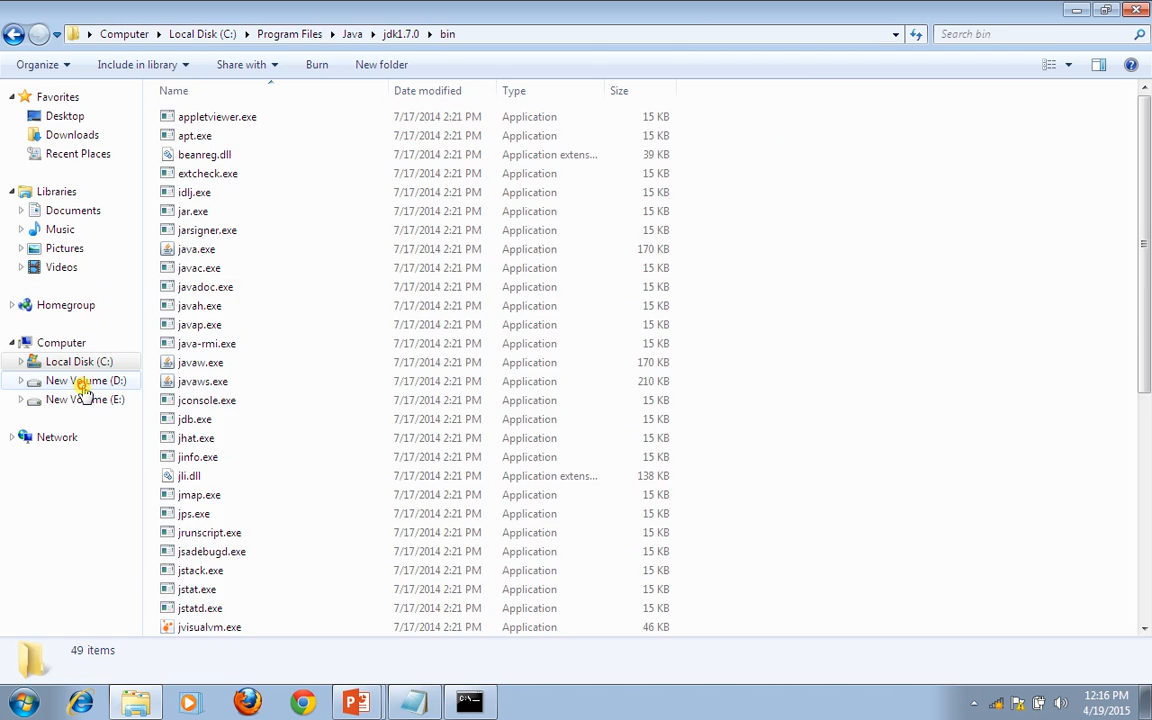 Computer Local Disk (C:) Program Files Java jdk1.7.0 bin Search bin
Organize Include in library Share with Burn New folder
Name Date modified Type Size
Favorites
Desktop
Downloads
Recent Places
Libraries
Documents
Music
Pictures
Videos
Homegroup
Computer
Local Disk (C:)
New Volume (D:)
New Volume (E:)
Network
appletviewer.exe 7/17/2014 2:21 PM Application 15 KB
apt.exe 7/17/2014 2:21 PM Application 15 KB
beanreg.dll 7/17/2014 2:21 PM Application extens... 39 KB
extcheck.exe 7/17/2014 2:21 PM Application 15 KB
idlj.exe 7/17/2014 2:21 PM Application 15 KB
jar.exe 7/17/2014 2:21 PM Application 15 KB
jarsigner.exe 7/17/2014 2:21 PM Application 15 KB
java.exe 7/17/2014 2:21 PM Application 170 KB
javac.exe 7/17/2014 2:21 PM Application 15 KB
javadoc.exe 7/17/2014 2:21 PM Application 15 KB
javah.exe 7/17/2014 2:21 PM Application 15 KB
javap.exe 7/17/2014 2:21 PM Application 15 KB
java-rmi.exe 7/17/2014 2:21 PM Application 15 KB
javaw.exe 7/17/2014 2:21 PM Application 170 KB
javaws.exe 7/17/2014 2:21 PM Application 210 KB
jconsole.exe 7/17/2014 2:21 PM Application 15 KB
jdb.exe 7/17/2014 2:21 PM Application 15 KB
jhat.exe 7/17/2014 2:21 PM Application 15 KB
jinfo.exe 7/17/2014 2:21 PM Application 15 KB
jli.dll 7/17/2014 2:21 PM Application extens... 138 KB
jmap.exe 7/17/2014 2:21 PM Application 15 KB
jps.exe 7/17/2014 2:21 PM Application 15 KB
jrunscript.exe 7/17/2014 2:21 PM Application 15 KB
jsadebugd.exe 7/17/2014 2:21 PM Application 15 KB
jstack.exe 7/17/2014 2:21 PM Application 15 KB
jstat.exe 7/17/2014 2:21 PM Application 15 KB
jstatd.exe 7/17/2014 2:21 PM Application 15 KB
jvisualvm.exe 7/17/2014 2:21 PM Application 46 KB
49 items
12:16 PM
4/19/2015